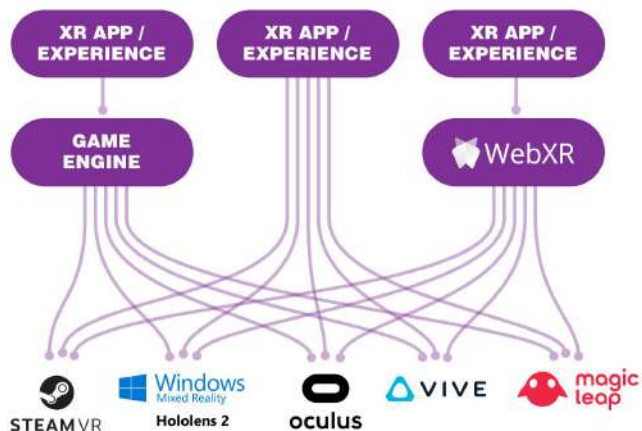 XR APP /
EXPERIENCE
XR APP /
EXPERIENCE
XR APP /
EXPERIENCE
GAME
ENGINE
WebXR
STEAMVR
Windows
Mixed Reality
Hololens 2
oculus
VIVE
magic
leap